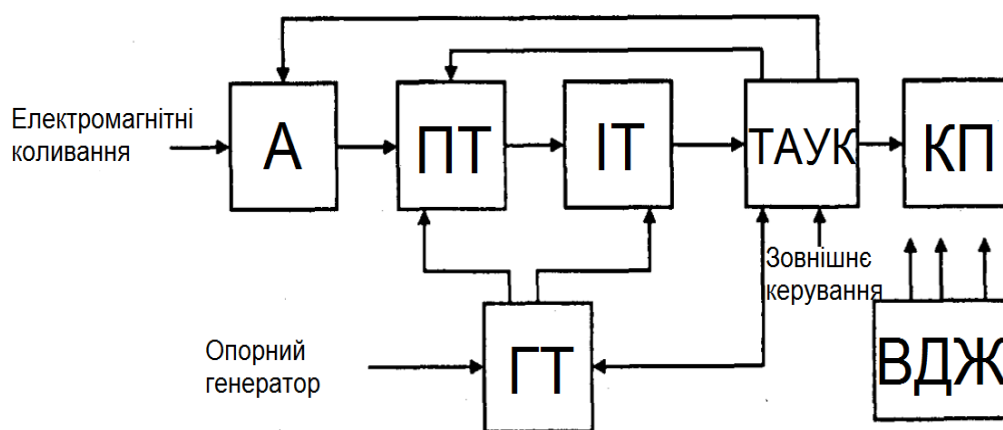 Електромагнітні
коливання
А
ПТ
ІТ
ТАУК
КП
Зовнішнє
керування
Опорний
генератор
ГТ
ВДЖ